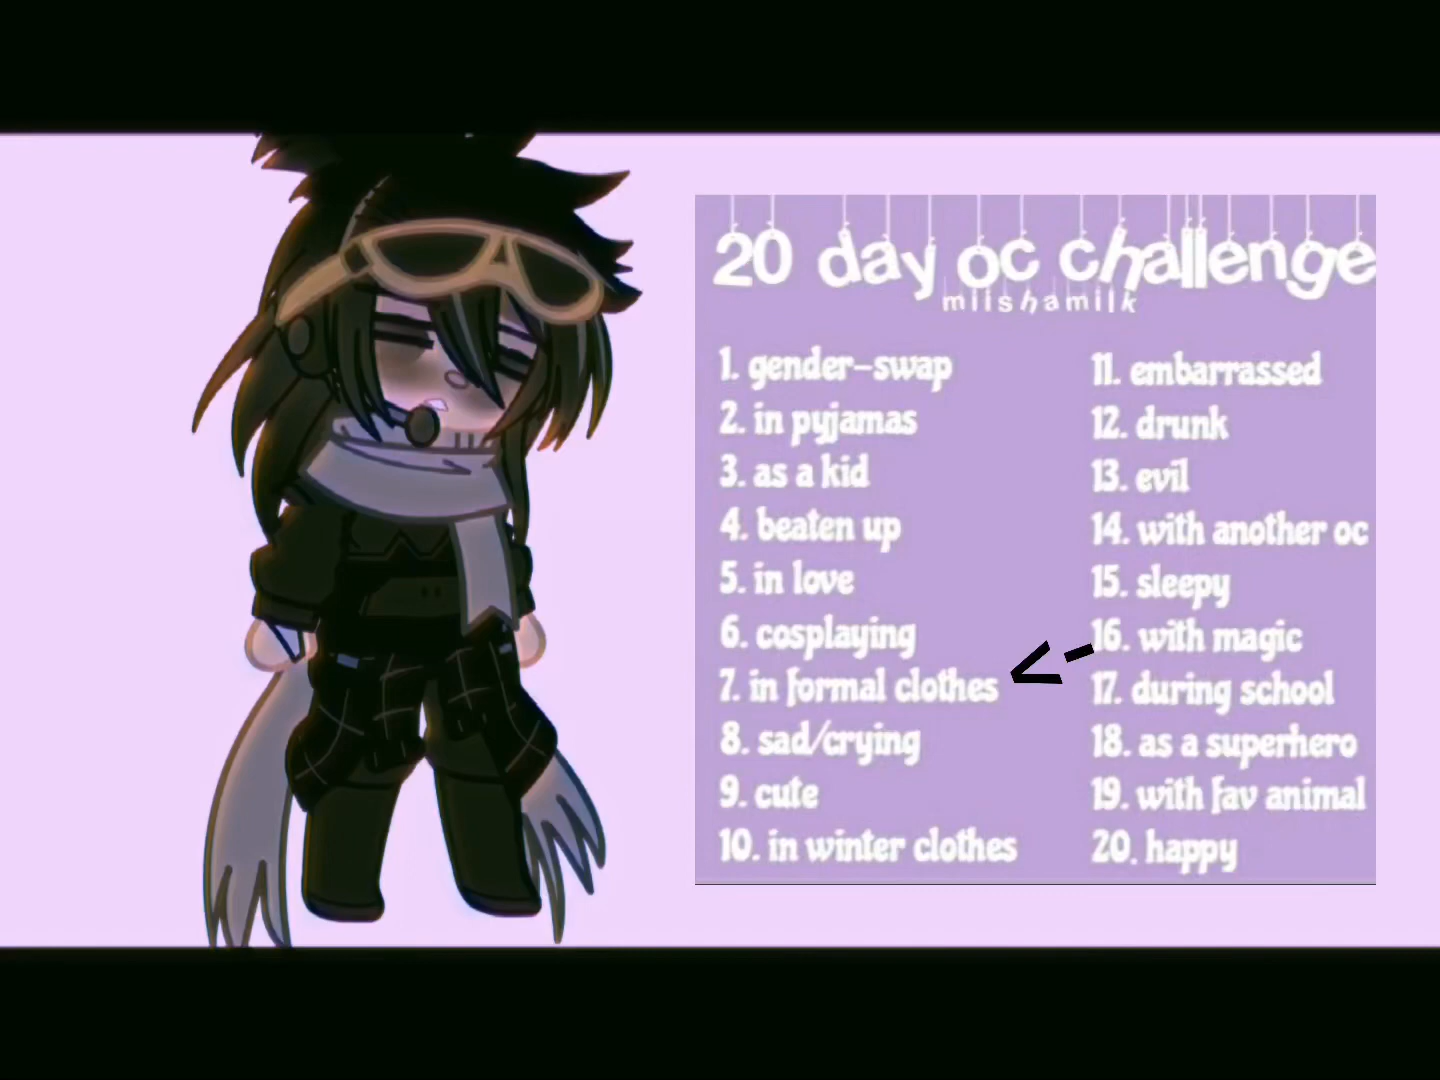 20 day oc challenge
miishamilk
1. gender-swap
2. in pyjamas
3. as a kid
4. beaten up
5. in love
6. cosplaying
7. in formal clothes
8. sad/crying
9. cute
10. in winter clothes
11. embarrassed
12. drunk
13. evil
14. with another oc
15. sleepy
16. with magic
17. during school
18. as a superhero
19. with fav animal
20. happy